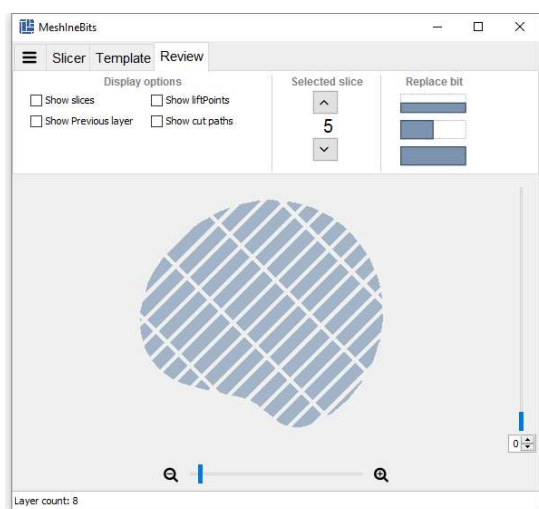 MeshIneBits
Slicer Template Review
Display options
Show slices Show liftPoints
Show Previous layer Show cut paths
Selected slice
5
Replace bit
0
Layer count: 8